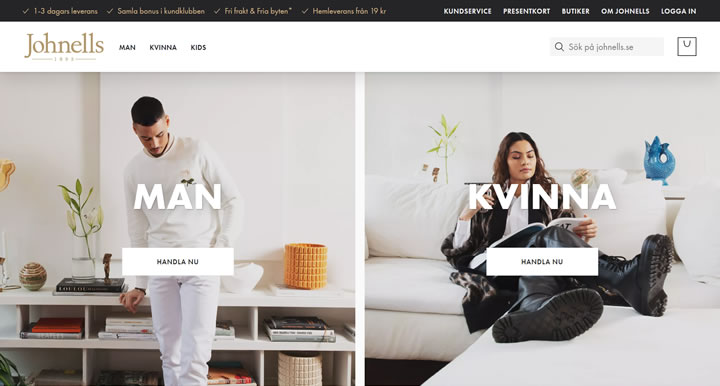 1-3 dagars leverans
Samla bonus i kundklubben
Fri frakt & Fria byten*
Hemleverans från 19 kr
KUNDSERVICE
PRESENTKORT
BUTIKER
OM JOHNELLS
LOGGA IN
Johnells
MAN
KVINNA
KIDS
Sök på johnells.se
MAN
KVINNA
HANDLA NU
HANDLA NU